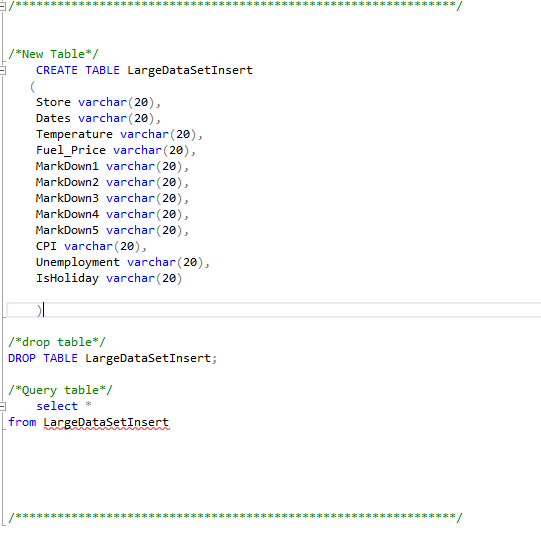 /***************************************************************/
/*New Table*/
CREATE TABLE LargeDataSetInsert
(
Store varchar(20),
Dates varchar(20),
Temperature varchar(20),
Fuel_Price varchar(20),
MarkDown1 varchar(20),
MarkDown2 varchar(20),
MarkDown3 varchar(20),
MarkDown4 varchar(20),
MarkDown5 varchar(20),
CPI varchar(20),
Unemployment varchar(20),
IsHoliday varchar(20)
)
/*drop table*/
DROP TABLE LargeDataSetInsert;
/*Query table*/
select *
from LargeDataSetInsert
/***************************************************************/